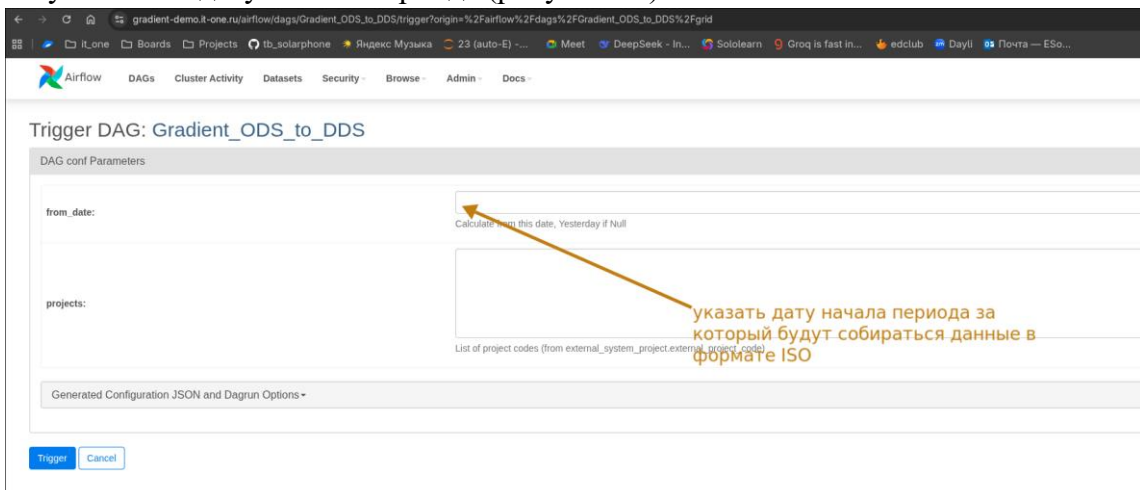 gradient-demo.it-one.ru/airflow/dags/Gradient_ODS_to_DDS/trigger?origin=%2Fairflow%2Fdags%2FGradient_ODS_to_DDS%2Fgrid
it_one Boards Projects tb_solarphone Яндекс Музыка 23 (auto-E) -... Meet DeepSeek - In... Sololearn Groq is fast in... edclub Dayli Почта — ESo...
Airflow DAGs Cluster Activity Datasets Security Browse Admin Docs
Trigger DAG: Gradient_ODS_to_DDS
DAG conf Parameters
from_date:
Calculate from this date, Yesterday if Null
projects:
указать дату начала периода за
который будут собираться данные в
формате ISO
List of project codes (from external_system_project.external_project_code)
Generated Configuration JSON and Dagrun Options
Trigger Cancel